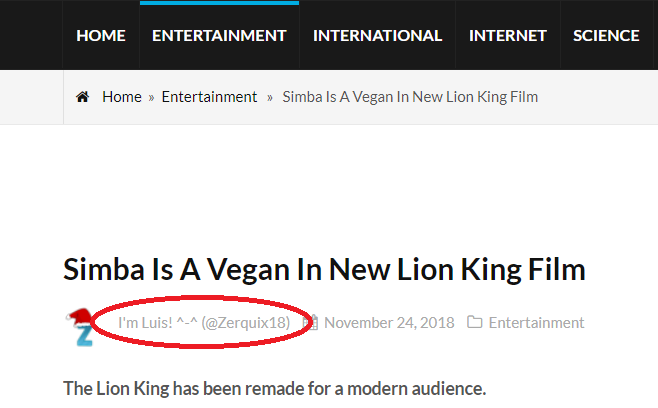 HOME ENTERTAINMENT INTERNATIONAL INTERNET SCIENCE
Home » Entertainment » Simba Is A Vegan In New Lion King Film
Simba Is A Vegan In New Lion King Film
Z I'm Luis! ^-^ (@Zerquix18) November 24, 2018 Entertainment
The Lion King has been remade for a modern audience.